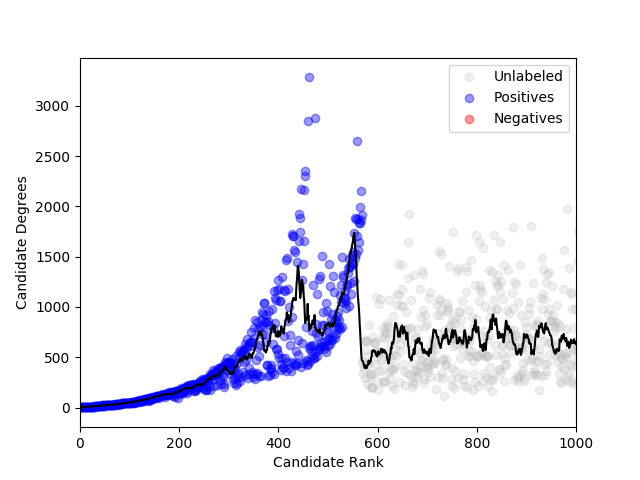 Unlabeled
Positives
Negatives
3000
2500
2000
1500
1000
500
0
Candidate Degrees
0 200 400 600 800 1000
Candidate Rank